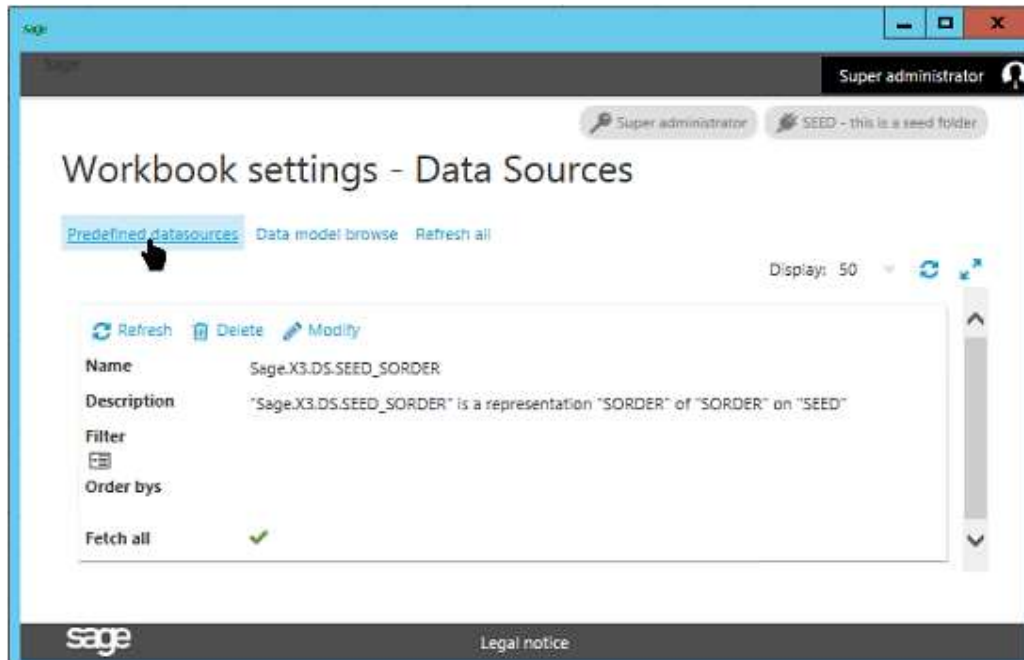 sage
Sage
Super administrator
Super administrator SEED - this is a seed folder
Workbook settings - Data Sources
Predefined datasources Data model browse Refresh all
Display: 50
Refresh Delete Modify
Name Sage.X3.DS.SEED_SORDER
Description "Sage.X3.DS.SEED_SORDER" is a representation "SORDER" of "SORDER" on "SEED"
Filter
Order bys
Fetch all
sage Legal notice